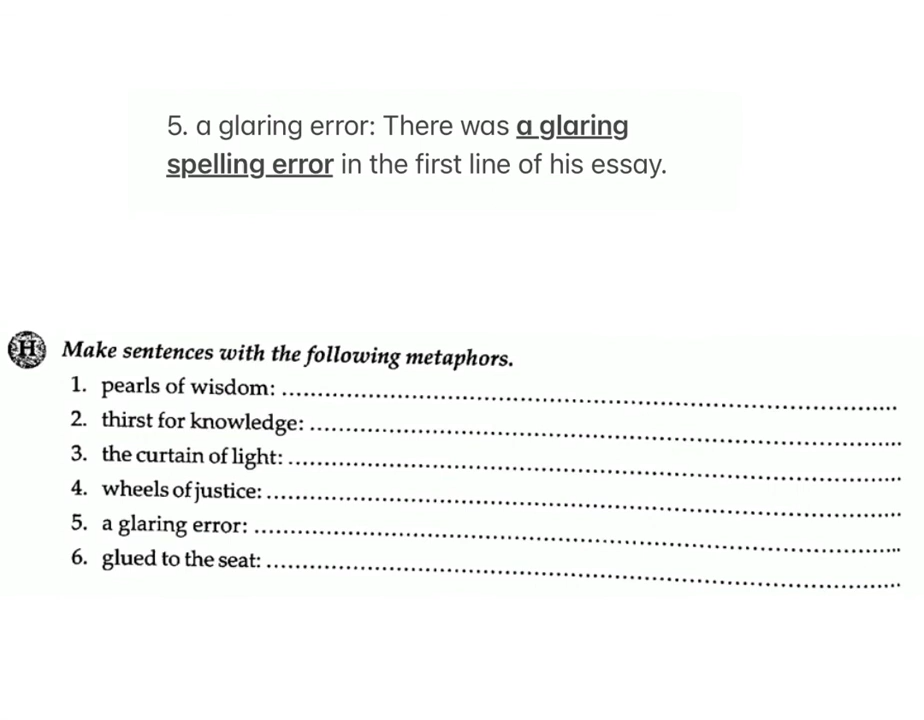 5. a glaring error: There was a glaring
spelling error in the first line of his essay.
H Make sentences with the following metaphors.
1. pearls of wisdom: ..........................................................................................
2. thirst for knowledge: ..........................................................................................
3. the curtain of light: ..........................................................................................
4. wheels of justice: ..........................................................................................
5. a glaring error: ..........................................................................................
6. glued to the seat: ..........................................................................................